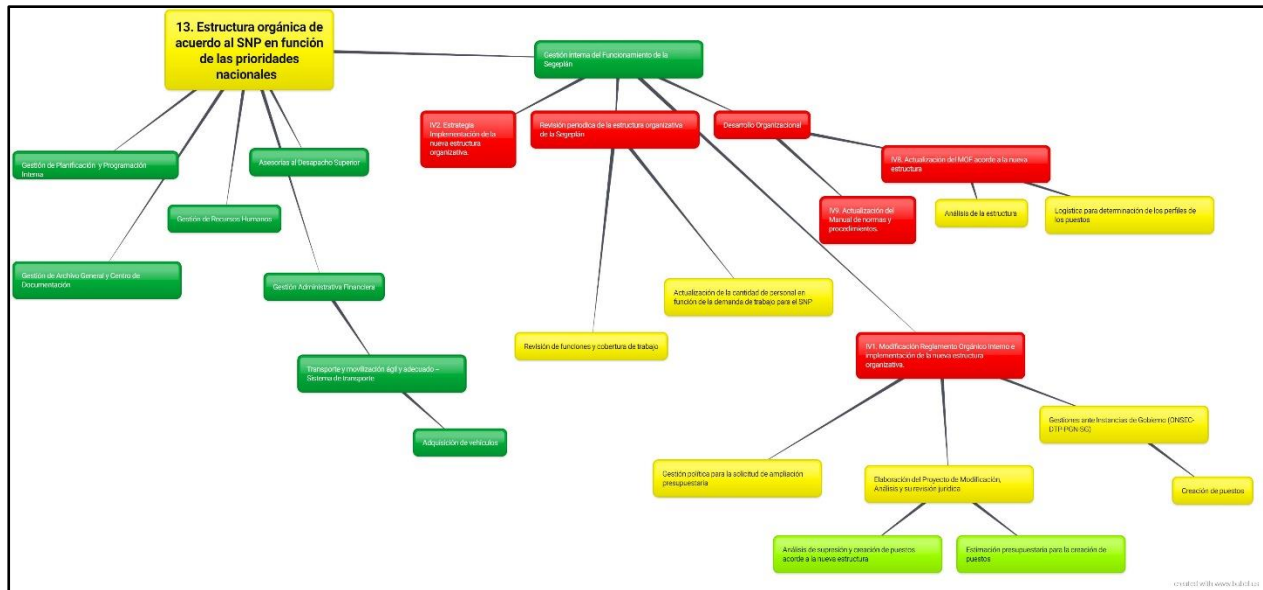 13. Estructura orgánica de
acuerdo al SNP en función
de las prioridades
nacionales
Gestión Interna del Funcionamiento de la
Segeplán
IV2. Estrategia
Implementación de la
nueva estructura
organizativa.
Revisión periodica de la estructura organizativa
de la Segeplán
Desarrollo Organizacional
Gestión de Planificación y Programación
Interna
Asesorías al Desapacho Superior
IV8. Actualización del MOF acorde a la nueva
estructura
Gestión de Recursos Humanos
IV9. Actualización del
Manual de normas y
procedimientos.
Análisis de la estructura
Logística para determinación de los perfiles de
los puestos
Gestión de Archivo General y Centro de
Documentación
Gestión Administrativa Financiera
Actualización de la cantidad de personal en
función de la demanda de trabajo para el SNP
Revisión de funciones y cobertura de trabajo
IV1. Modificación Reglamento Orgánico Interno e
implementación de la nueva estructura
organizativa.
Transporte y movilización ágil y adecuado –
Sistema de transporte
Adquisición de vehículos
Gestiones ante Instancias de Gobierno (ONSEC-
DTP-PGN-SG)
Gestión política para la solicitud de ampliación
presupuestaria
Elaboración del Proyecto de Modificación,
Análisis y su revisión jurídica
Creación de puestos
Análisis de supresión y creación de puestos
acorde a la nueva estructura
Estimación presupuestaria para la creación de
puestos
created with www.bubbl.us